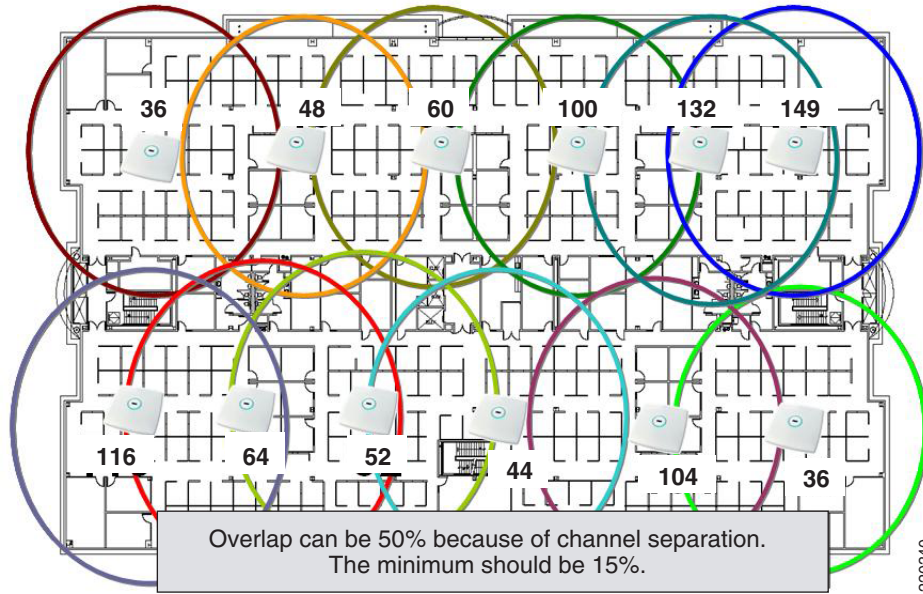 36 48 60 100 132 149
116 64 52 44 104 36
Overlap can be 50% because of channel separation.
The minimum should be 15%.